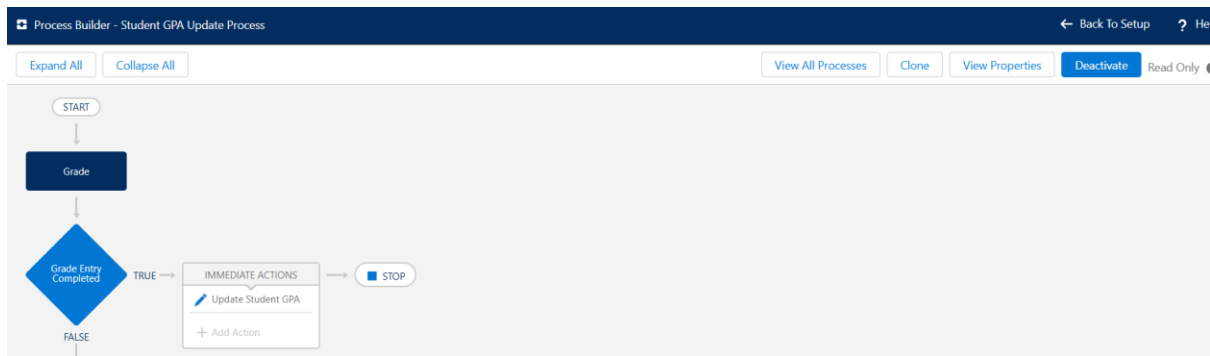 Process Builder - Student GPA Update Process
← Back To Setup
? He
Expand All
Collapse All
View All Processes
Clone
View Properties
Deactivate
Read Only
START
Grade
Grade Entry
Completed
TRUE
IMMEDIATE ACTIONS
STOP
Update Student GPA
+ Add Action
FALSE